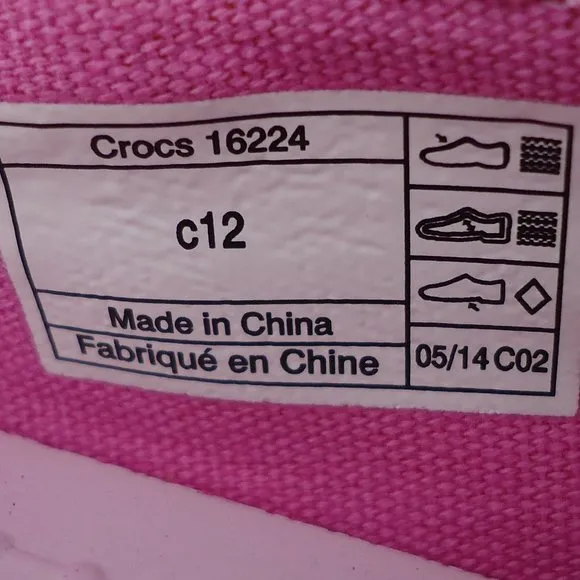 Crocs 16224
c12
Made in China
Fabriqué en Chine
05/14 C02